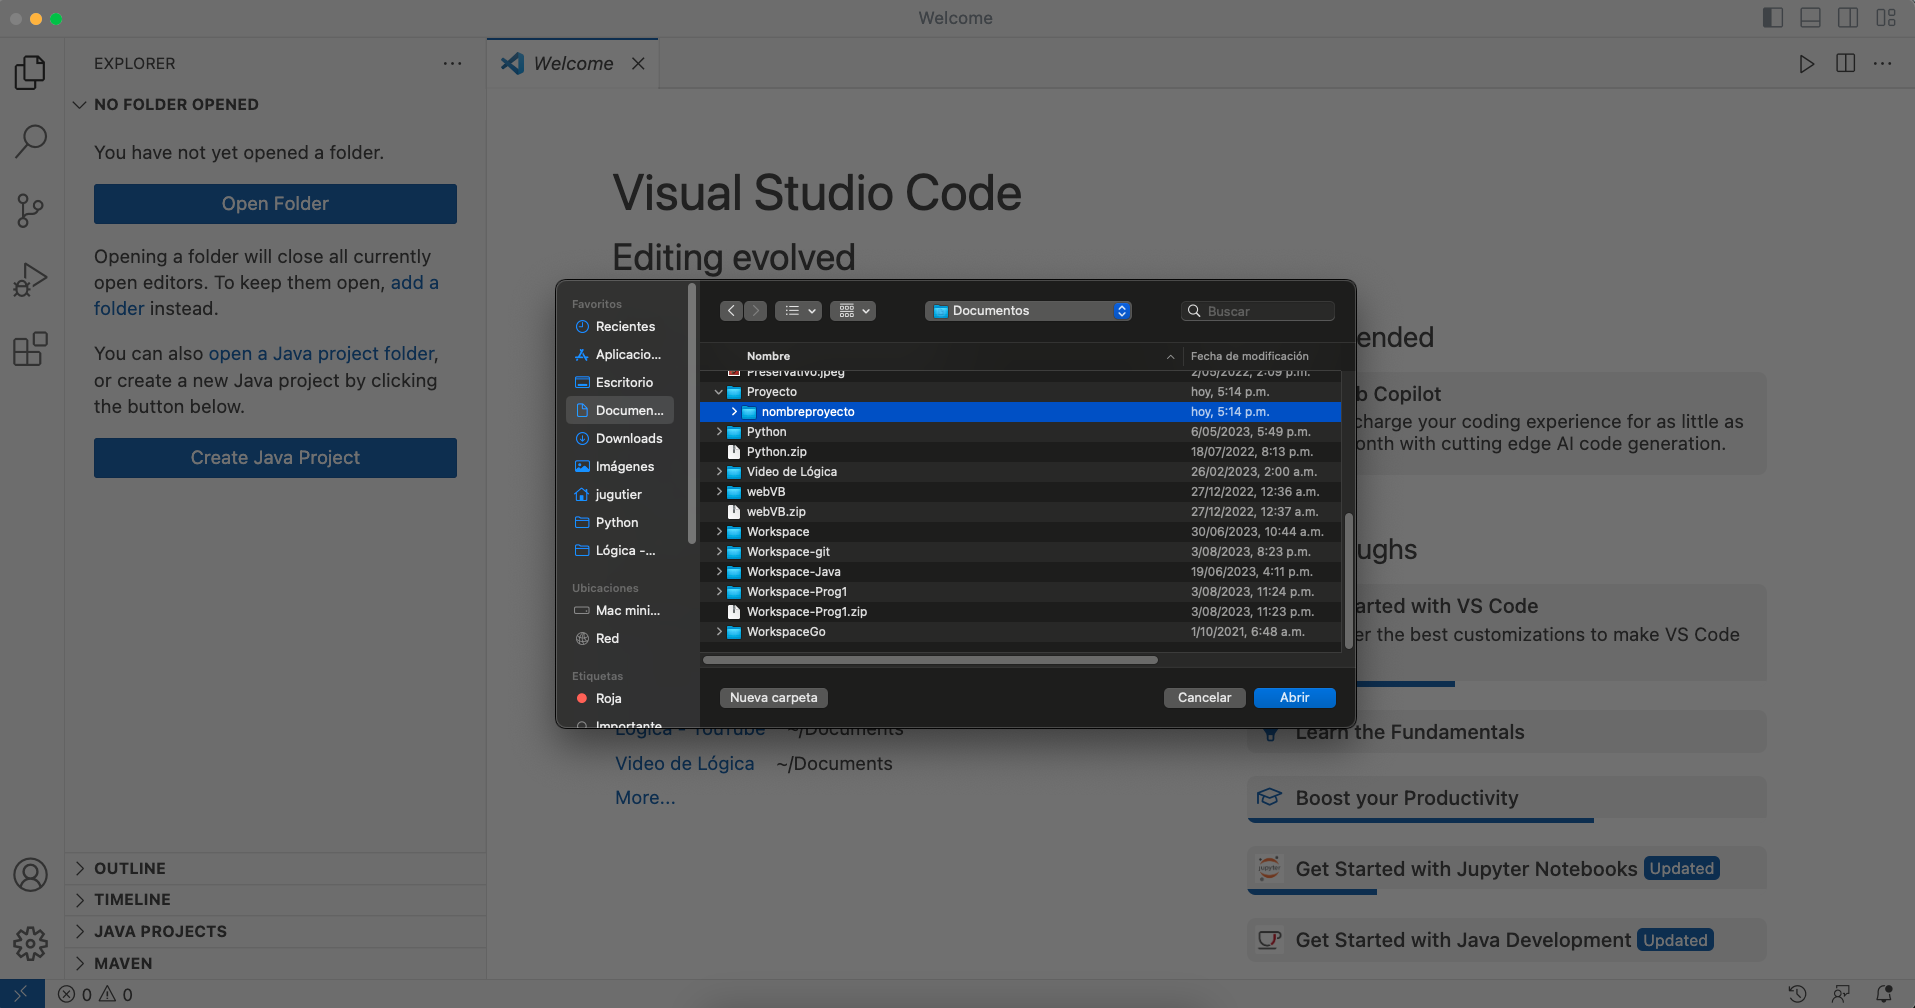 Welcome
EXPLORER
Welcome
NO FOLDER OPENED
You have not yet opened a folder.
Open Folder
Opening a folder will close all currently
open editors. To keep them open, add a
folder instead.
You can also open a Java project folder,
or create a new Java project by clicking
the button below.
Create Java Project
OUTLINE
TIMELINE
JAVA PROJECTS
MAVEN
0 0
Visual Studio Code
Editing evolved
Favoritos
Recientes
Aplicacio...
Escritorio
Documen...
Downloads
Imágenes
jugutier
Python
Lógica -...
Ubicaciones
Mac mini...
Red
Etiquetas
Roja
Importante
Documentos
Buscar
Nombre Fecha de modificación
Preservativo.jpeg 2/05/2022, 2:09 p.m.
Proyecto hoy, 5:14 p.m.
nombreproyecto hoy, 5:14 p.m.
Python 6/05/2023, 5:49 p.m.
Python.zip 18/07/2022, 8:13 p.m.
Video de Lógica 26/02/2023, 2:00 a.m.
webVB 27/12/2022, 12:36 a.m.
webVB.zip 27/12/2022, 12:37 a.m.
Workspace 30/06/2023, 10:44 a.m.
Workspace-git 3/08/2023, 8:23 p.m.
Workspace-Java 19/06/2023, 4:11 p.m.
Workspace-Prog1 3/08/2023, 11:24 p.m.
Workspace-Prog1.zip 3/08/2023, 11:23 p.m.
WorkspaceGo 1/10/2021, 6:48 a.m.
Nueva carpeta Cancelar Abrir
Lógica - YouTube ~/Documents
Video de Lógica ~/Documents
More...
ended
b Copilot
charge your coding experience for as little as
onth with cutting edge AI code generation.
ughs
arted with VS Code
er the best customizations to make VS Code
Learn the Fundamentals
Boost your Productivity
Get Started with Jupyter Notebooks Updated
Get Started with Java Development Updated